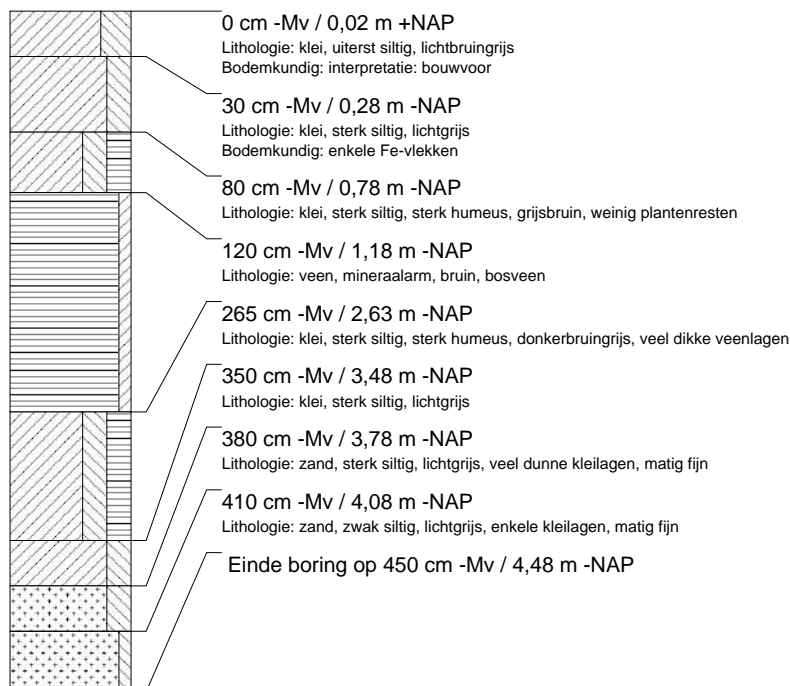 0 cm -Mv / 0,02 m +NAP
Lithologie: klei, uiterst siltig, lichtbruingrijs
Bodemkundig: interpretatie: bouwvoor
30 cm -Mv / 0,28 m -NAP
Lithologie: klei, sterk siltig, lichtgrijs
Bodemkundig: enkele Fe-vlekken
80 cm -Mv / 0,78 m -NAP
Lithologie: klei, sterk siltig, sterk humeus, grijsbruin, weinig plantenresten
120 cm -Mv / 1,18 m -NAP
Lithologie: veen, mineraalarm, bruin, bosveen
265 cm -Mv / 2,63 m -NAP
Lithologie: klei, sterk siltig, sterk humeus, donkerbruingrijs, veel dikke veenlagen
350 cm -Mv / 3,48 m -NAP
Lithologie: klei, sterk siltig, lichtgrijs
380 cm -Mv / 3,78 m -NAP
Lithologie: zand, sterk siltig, lichtgrijs, veel dunne kleilagen, matig fijn
410 cm -Mv / 4,08 m -NAP
Lithologie: zand, zwak siltig, lichtgrijs, enkele kleilagen, matig fijn
Einde boring op 450 cm -Mv / 4,48 m -NAP